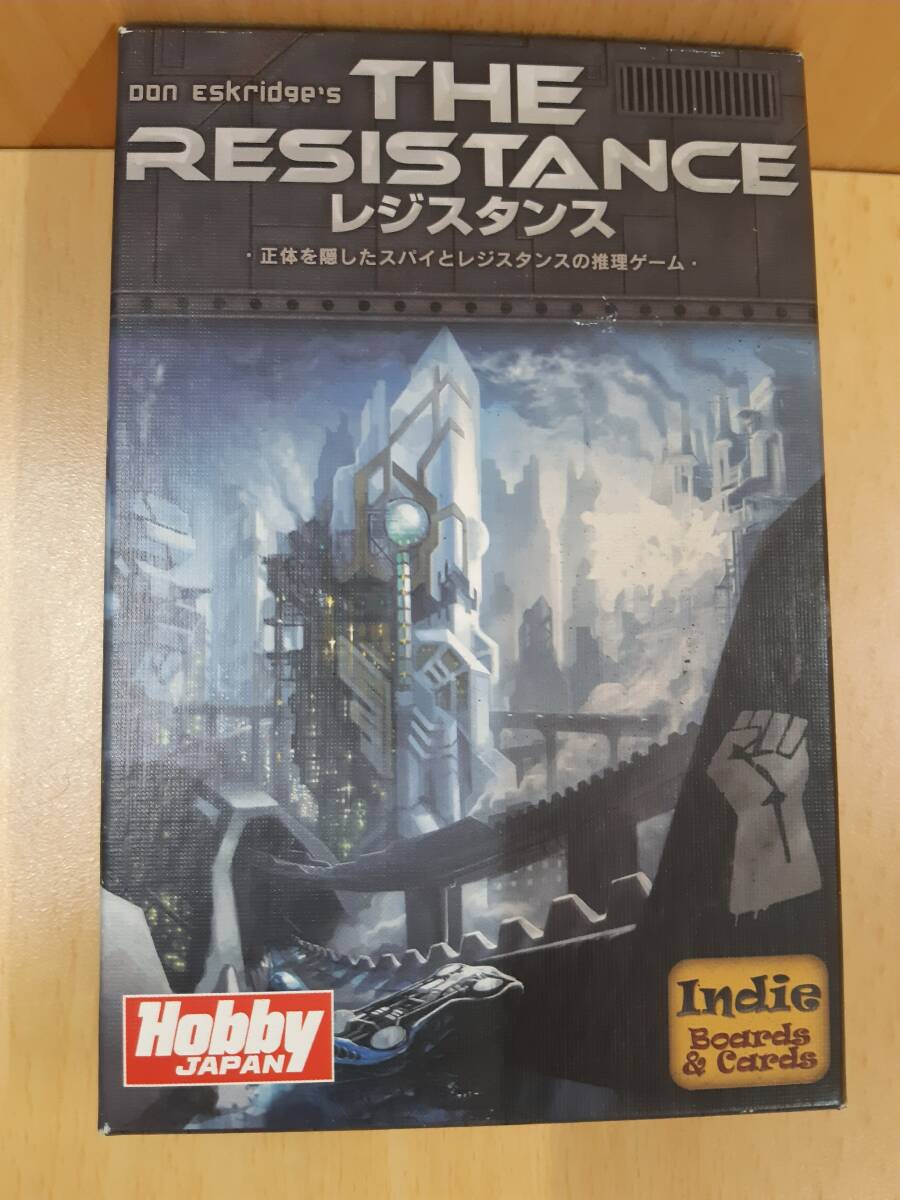 Don Eskridge's
THE
RESISTANCE
レジスタンス
・正体を隠したスパイとレジスタンスの推理ゲーム・
Hobby
JAPAN
Indie
Boards
& Cards